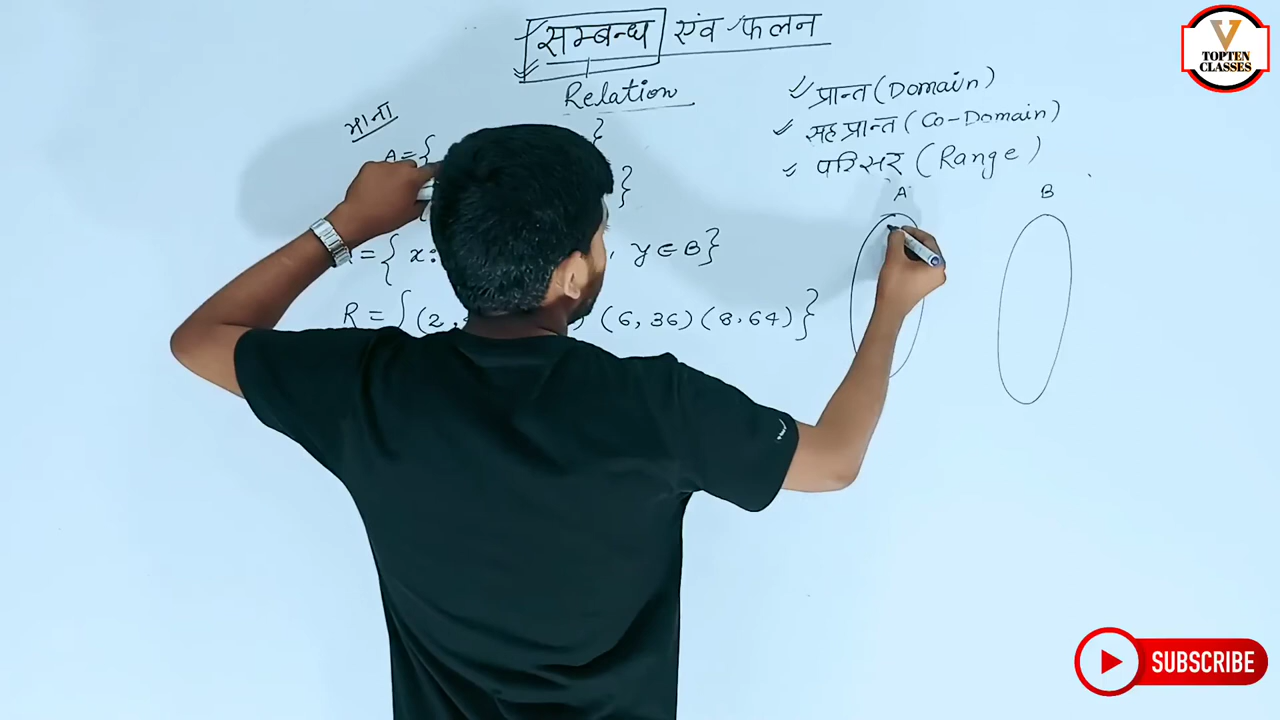 सम्बन्ध एंव फलन
Relation
माना
A={ }
}
={ x: , y∈B}
R={(2, (6,36)(8,64)}
प्रान्त (Domain)
सह प्रान्त (Co-Domain)
परिसर (Range)
A B
V
TOPTEN
CLASSES
SUBSCRIBE